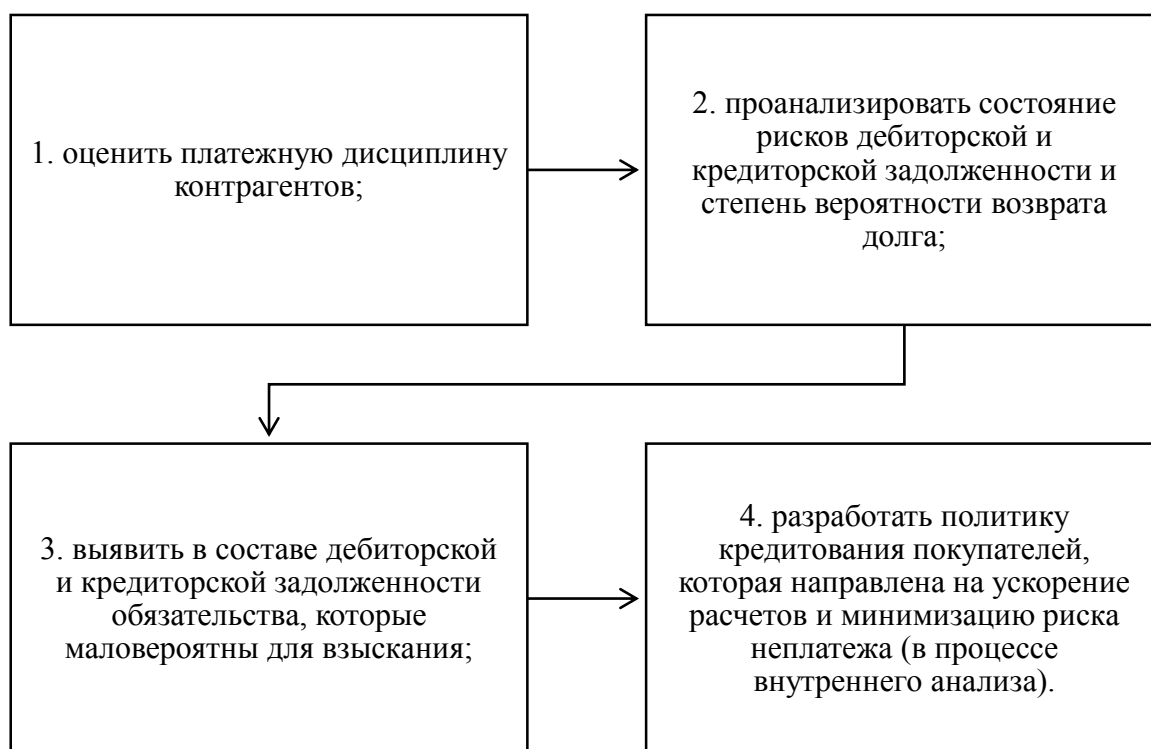 1. оценить платежную дисциплину
контрагентов;
2. проанализировать состояние
рисков дебиторской и
кредиторской задолженности и
степень вероятности возврата
долга;
3. выявить в составе дебиторской
и кредиторской задолженности
обязательства, которые
маловероятны для взыскания;
4. разработать политику
кредитования покупателей,
которая направлена на ускорение
расчетов и минимизацию риска
неплатежа (в процессе
внутреннего анализа).